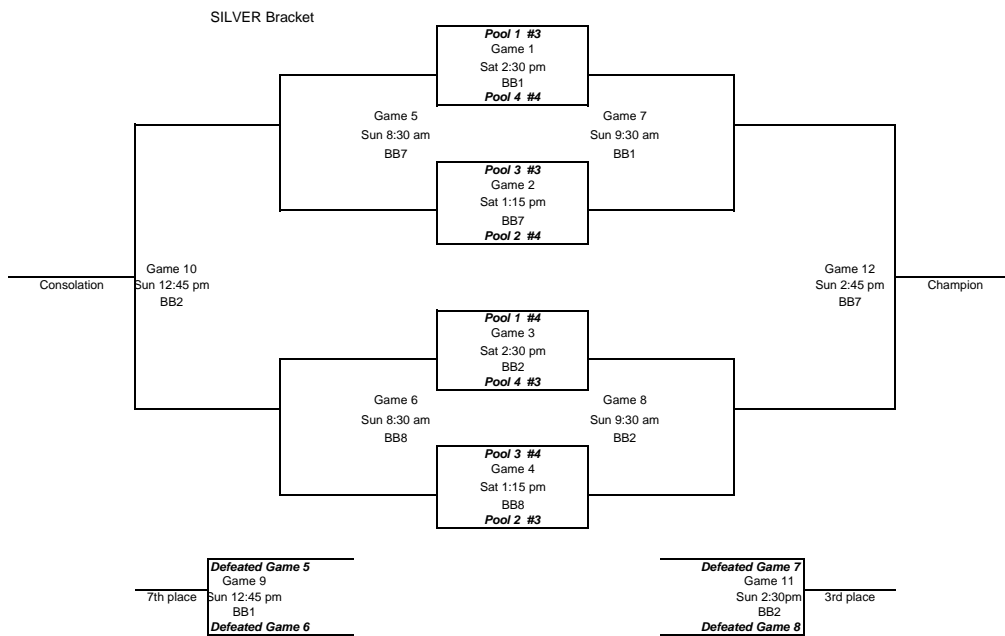 SILVER Bracket
Pool 1 #3
Game 1
Sat 2:30 pm
BB1
Pool 4 #4
Game 5
Sun 8:30 am
BB7
Game 7
Sun 9:30 am
BB1
Pool 3 #3
Game 2
Sat 1:15 pm
BB7
Pool 2 #4
Consolation
Game 10
Sun 12:45 pm
BB2
Game 12
Sun 2:45 pm
BB7
Champion
Pool 1 #4
Game 3
Sat 2:30 pm
BB2
Pool 4 #3
Game 6
Sun 8:30 am
BB8
Game 8
Sun 9:30 am
BB2
Pool 3 #4
Game 4
Sat 1:15 pm
BB8
Pool 2 #3
Defeated Game 5
Game 9
7th place
Sun 12:45 pm
BB1
Defeated Game 6
Defeated Game 7
Game 11
Sun 2:30pm
3rd place
BB2
Defeated Game 8